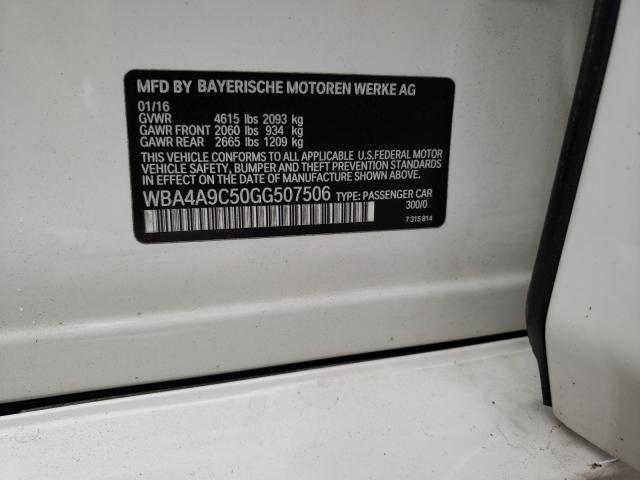 MFD BY BAYERISCHE MOTOREN WERKE AG
01/16
GVWR 4615 lbs 2093 kg
GAWR FRONT 2060 lbs 934 kg
GAWR REAR 2665 lbs 1209 kg
THIS VEHICLE CONFORMS TO ALL APPLICABLE U.S.FEDERAL MOTOR
VEHICLE SAFETY, BUMPER AND THEFT PREVENTION STANDARDS
IN EFFECT ON THE DATE OF MANUFACTURE SHOWN ABOVE.
WBA4A9C50GG507506 TYPE: PASSENGER CAR
300/0
7 315 814